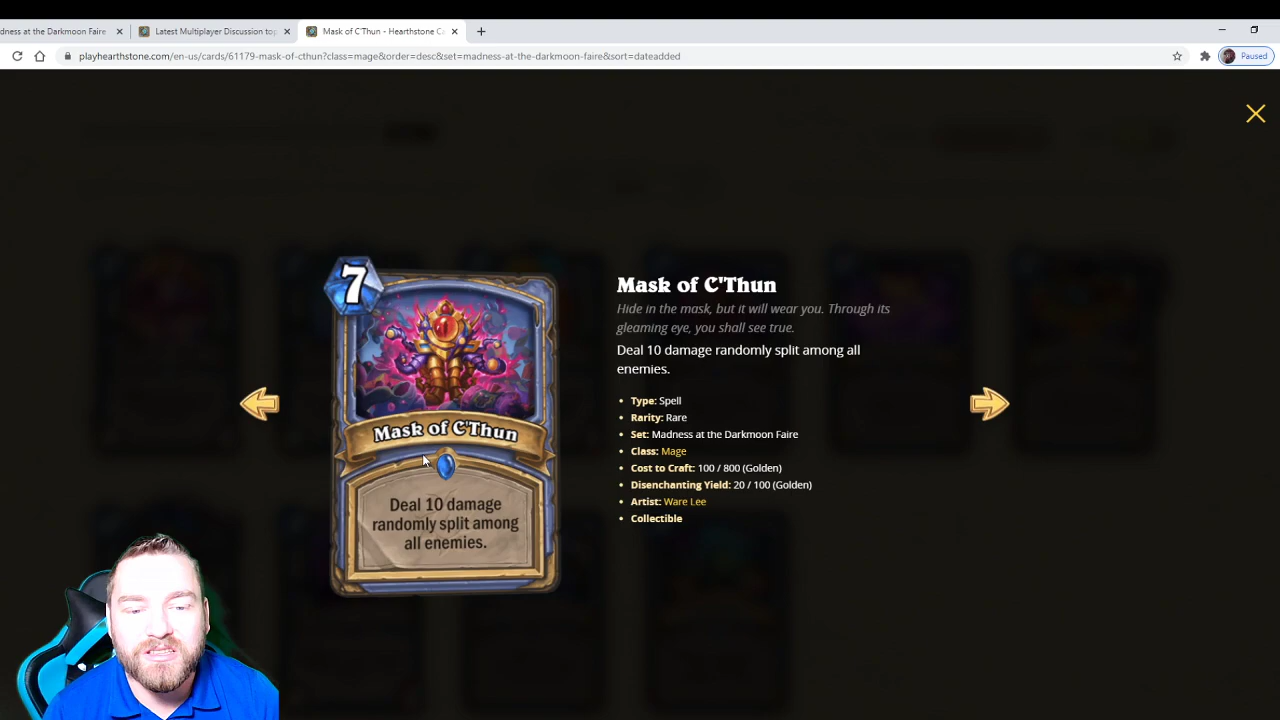 dness at the Darkmoon Faire
Latest Multiplayer Discussion top
Mask of C'Thun - Hearthstone Ca
playhearthstone.com/en-us/cards/61179-mask-of-cthun?class=mage&order=desc&set=madness-at-the-darkmoon-faire&sort=dateadded
Paused
7
Mask of C'Thun
Deal 10 damage
randomly split among
all enemies.
Mask of C'Thun
Hide in the mask, but it will wear you. Through its
gleaming eye, you shall see true.
Deal 10 damage randomly split among all
enemies.
Type: Spell
Rarity: Rare
Set: Madness at the Darkmoon Faire
Class: Mage
Cost to Craft: 100 / 800 (Golden)
Disenchanting Yield: 20 / 100 (Golden)
Artist: Ware Lee
Collectible